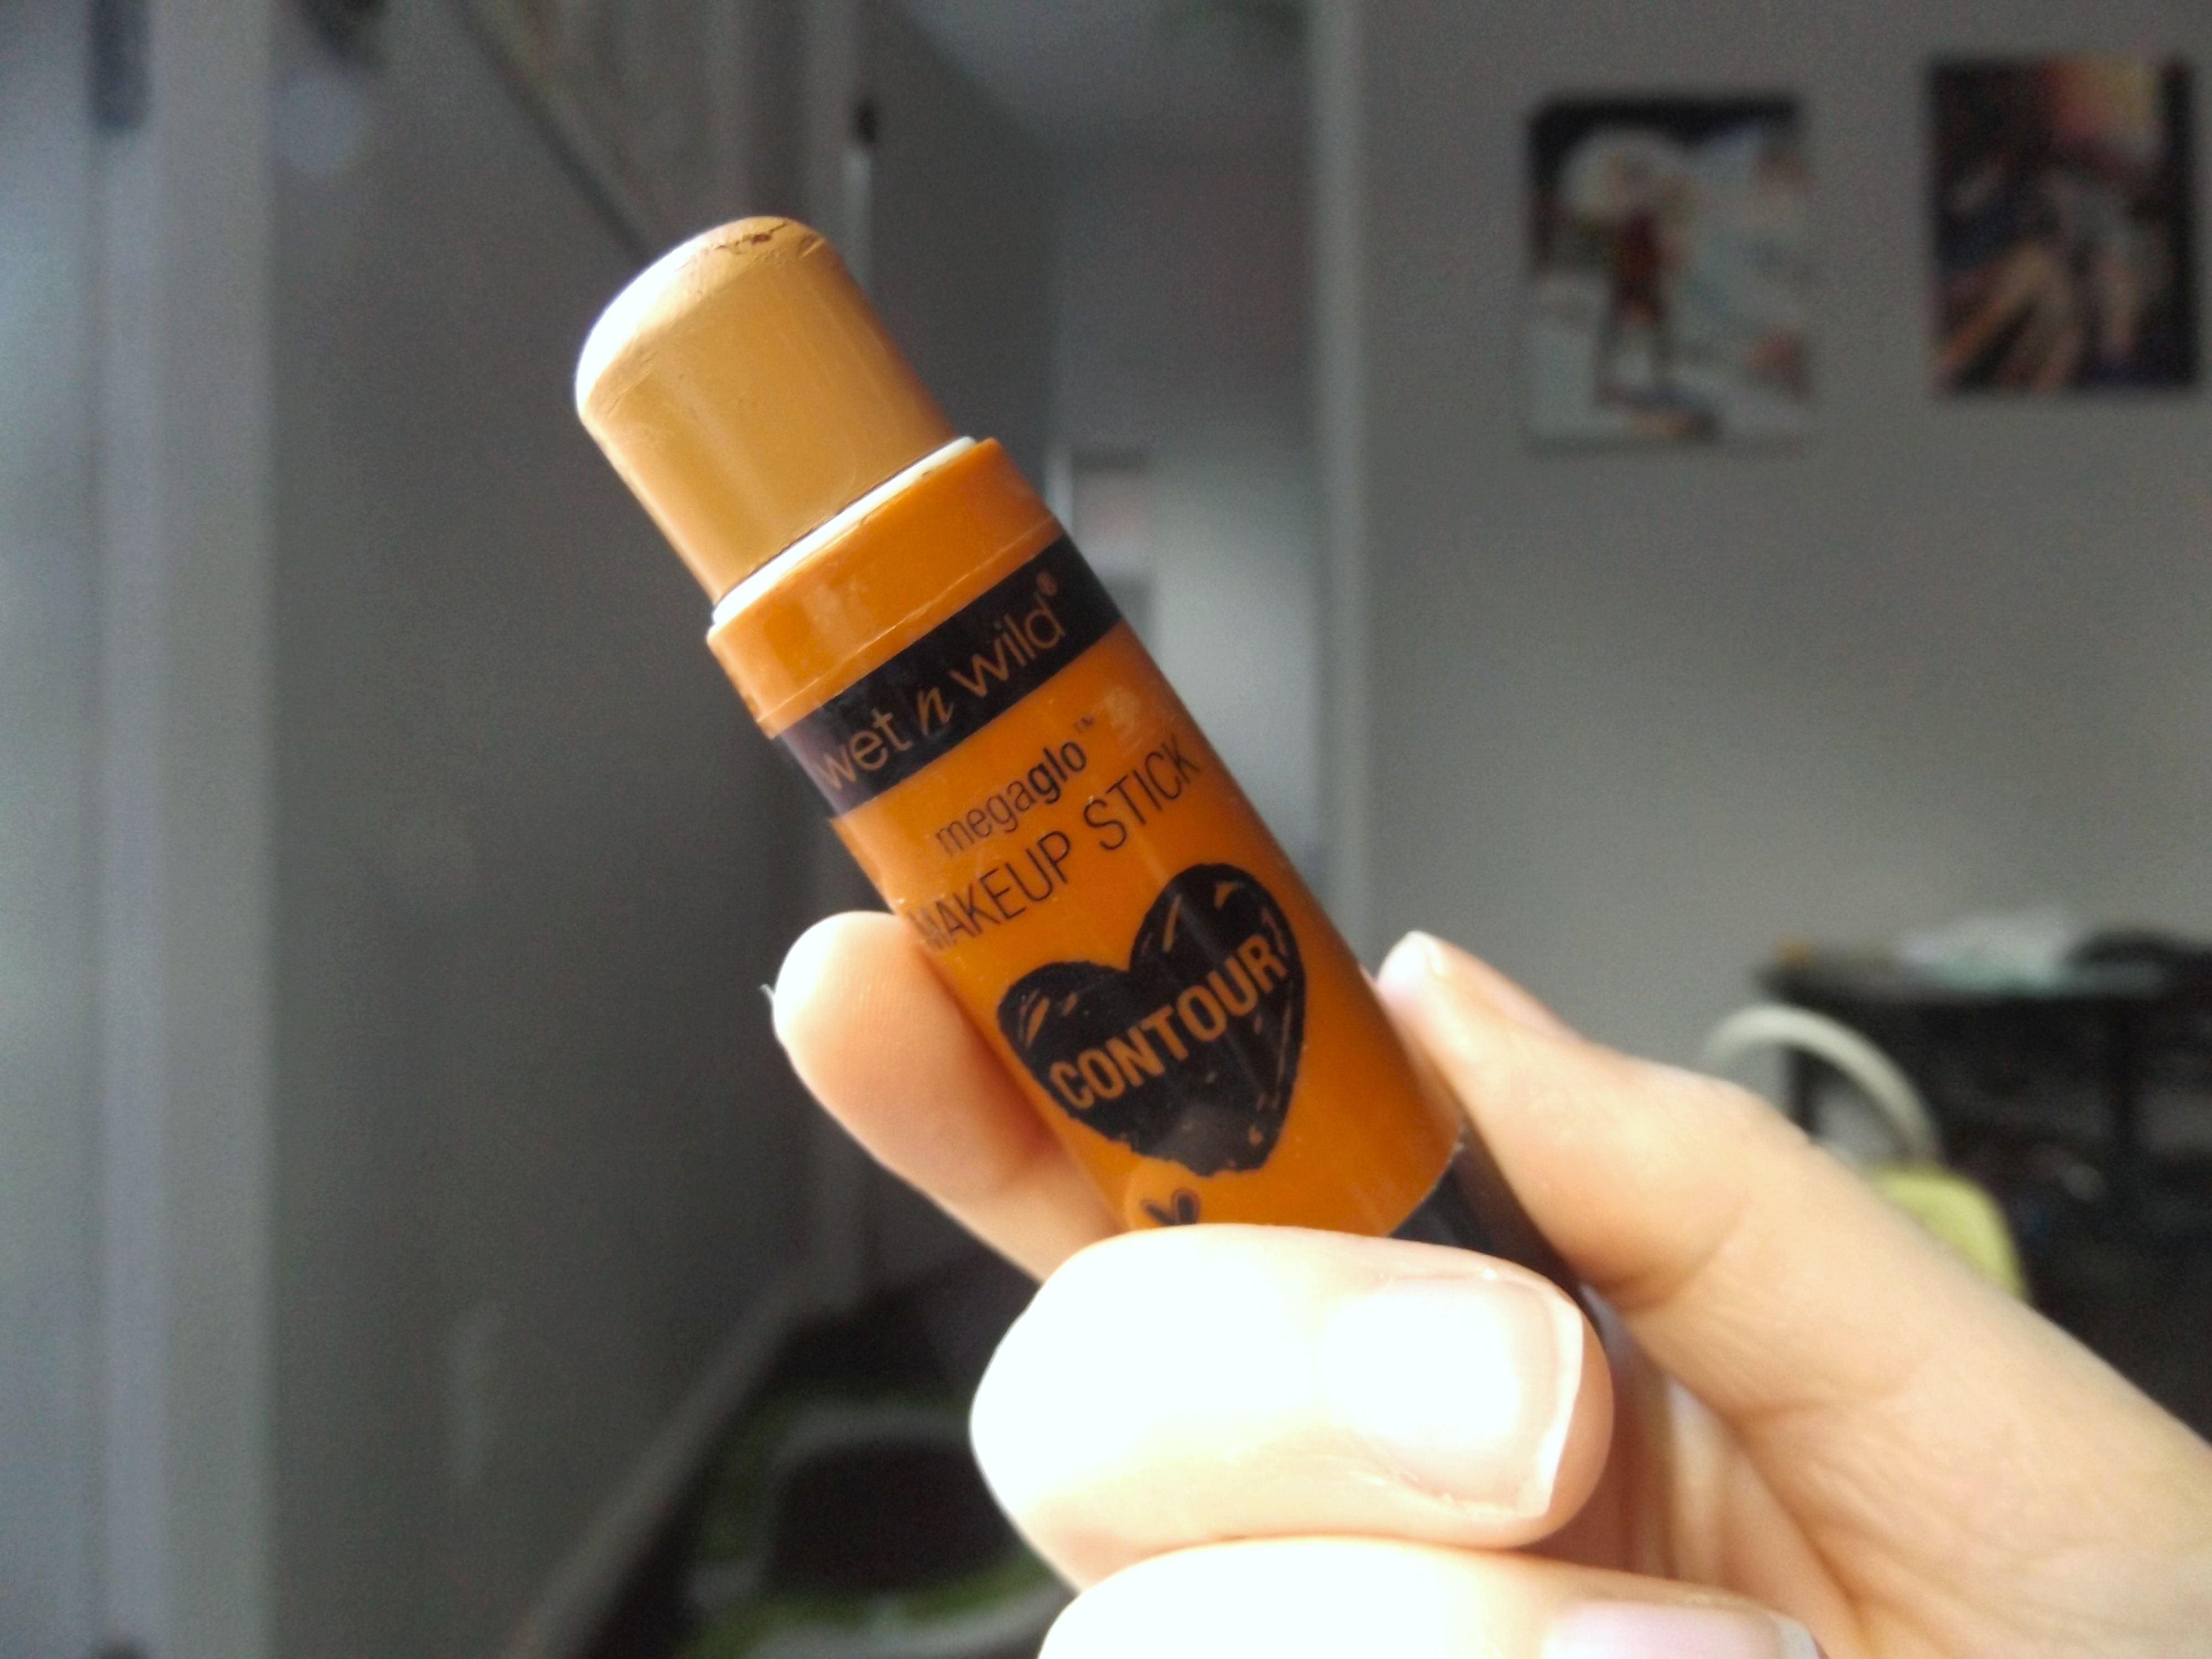 wet n wild®
megaglo™
MAKEUP STICK
CONTOUR